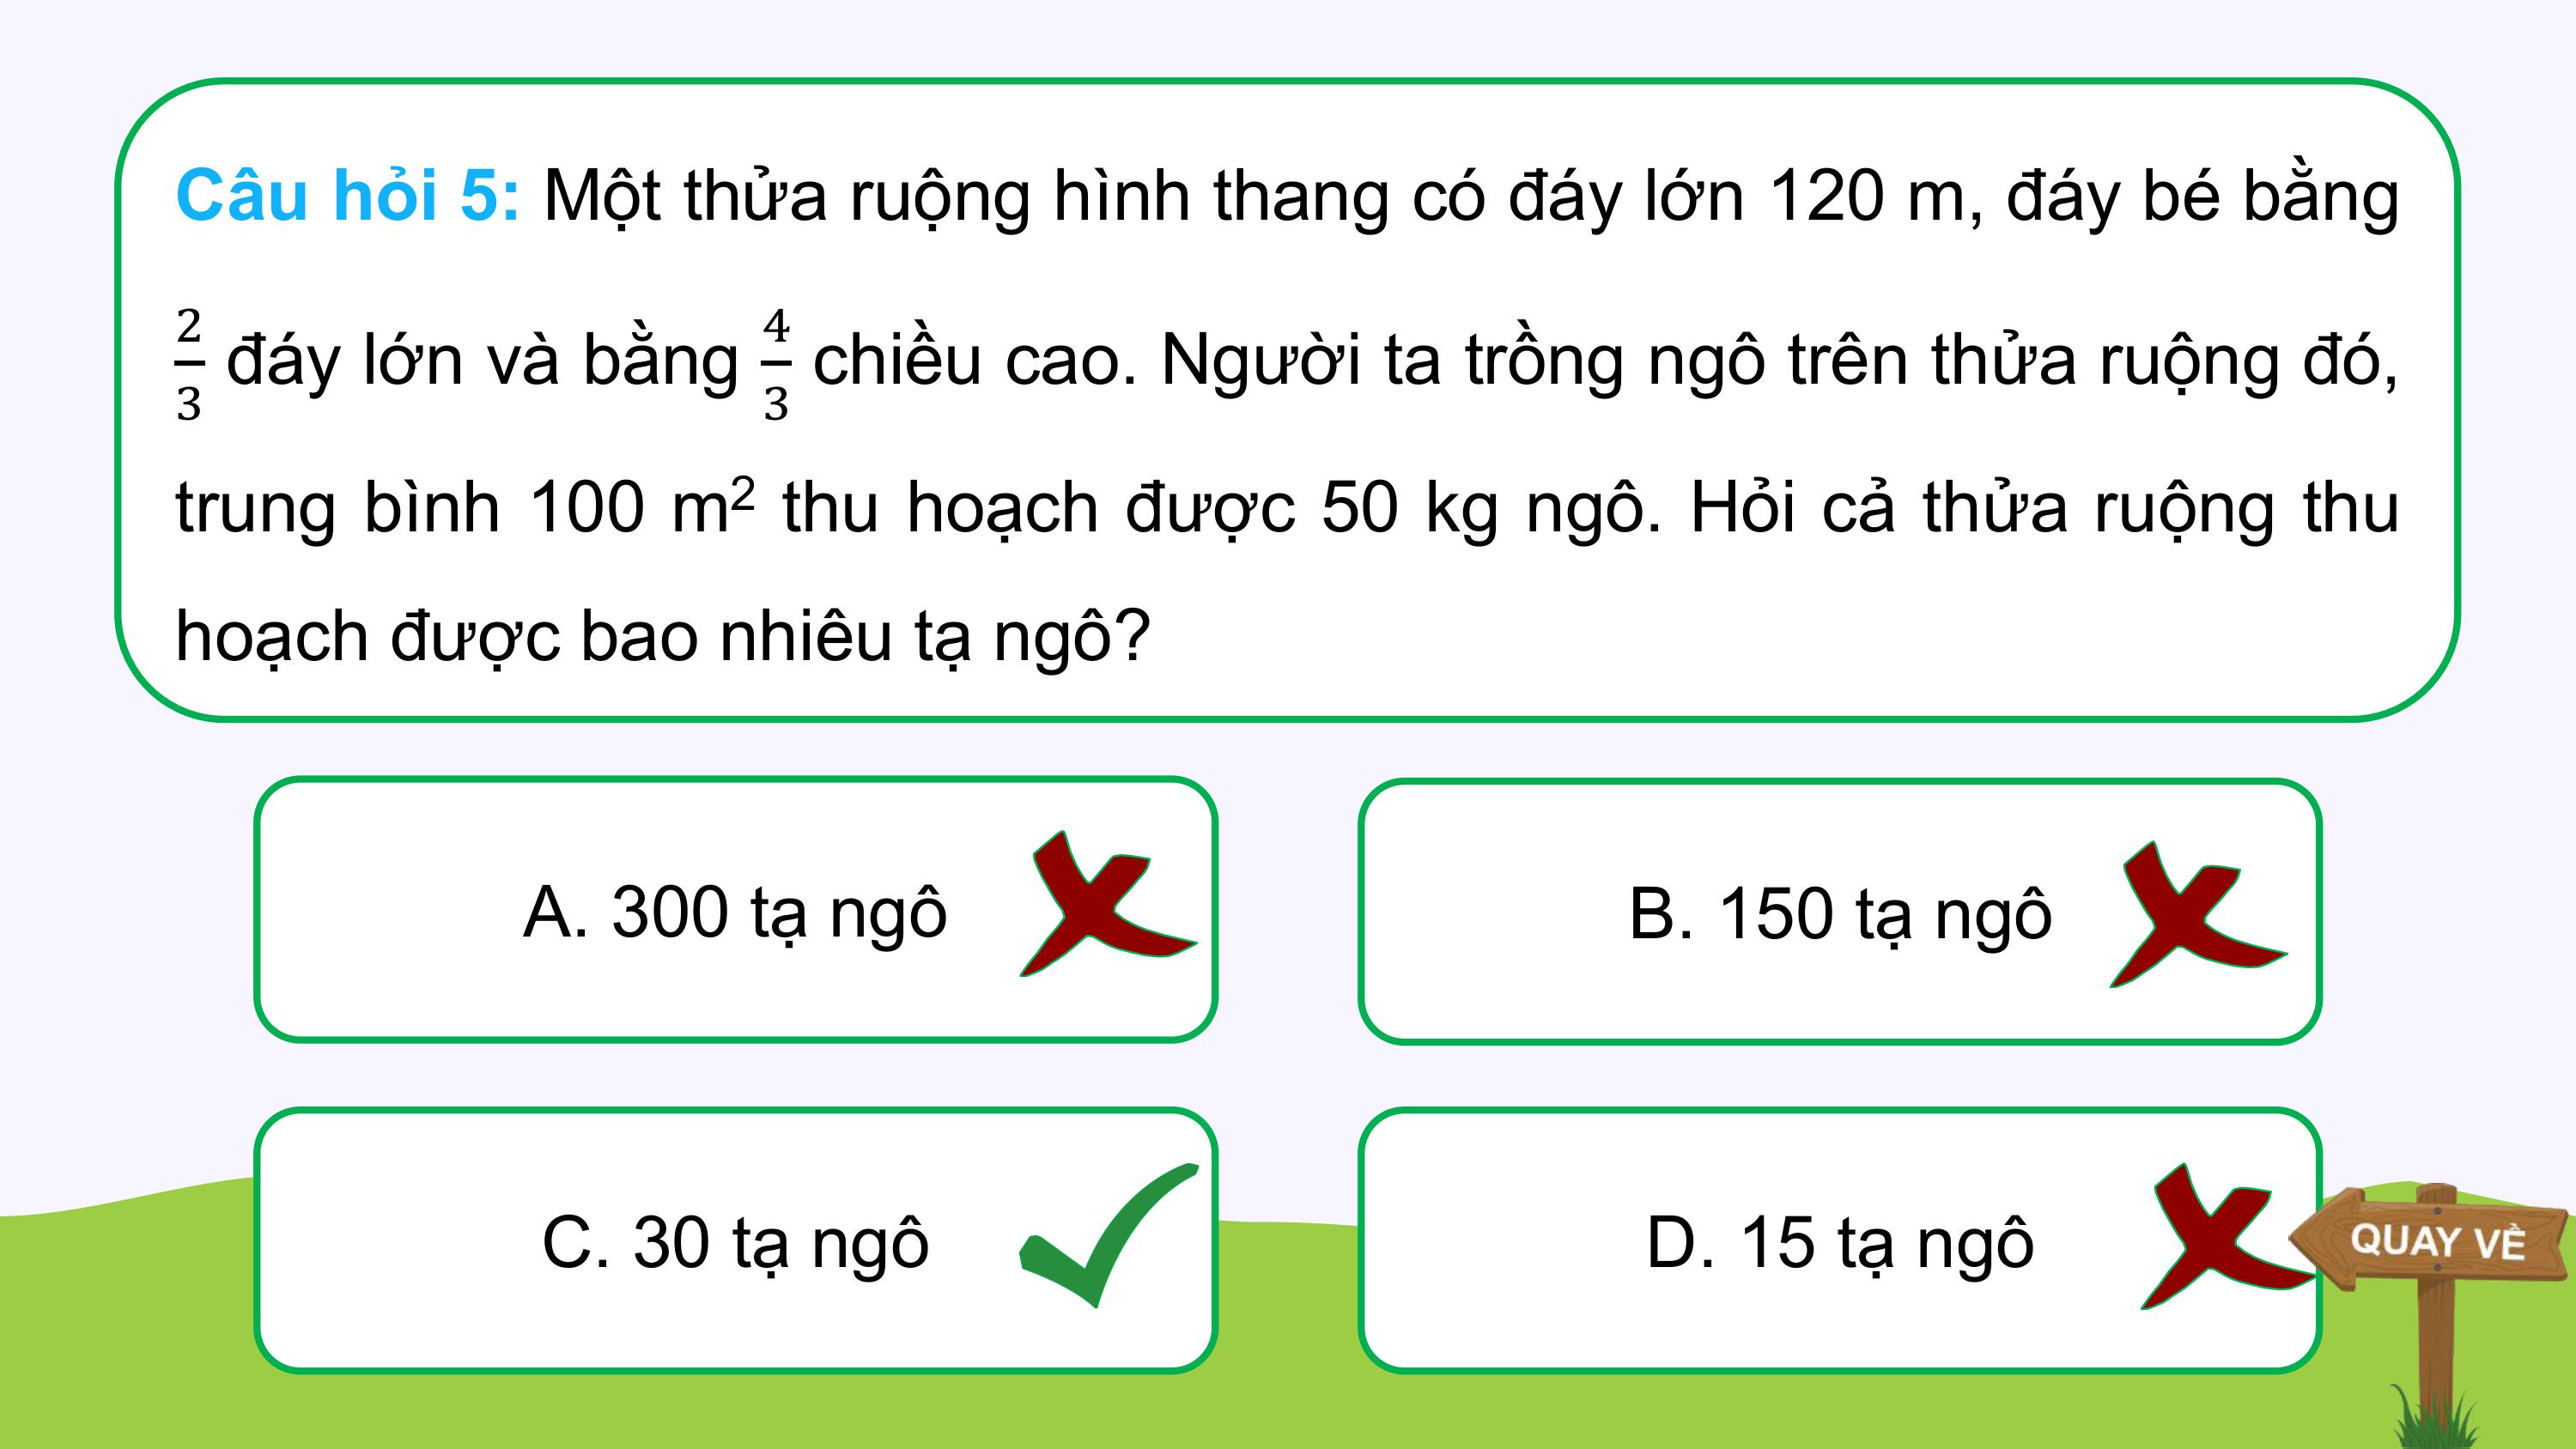 Câu hỏi 5: Một thửa ruộng hình thang có đáy lớn 120 m, đáy bé bằng
2/3 đáy lớn và bằng 4/3 chiều cao. Người ta trồng ngô trên thửa ruộng đó,
trung bình 100 m² thu hoạch được 50 kg ngô. Hỏi cả thửa ruộng thu
hoạch được bao nhiêu tạ ngô?
A. 300 tạ ngô
B. 150 tạ ngô
C. 30 tạ ngô
D. 15 tạ ngô
QUAY VỀ